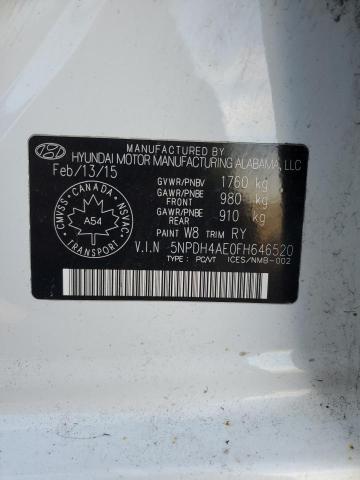 MANUFACTURED BY
HYUNDAI MOTOR MANUFACTURING ALABAMA, LLC
Feb/13/15
GVWR/PNBV 1760 kg
GAWR/PNBE FRONT 980 kg
GAWR/PNBE REAR 910 kg
CANADA
CMVSS NSVAC
A54
PAINT W8 TRIM RY
V.I.N 5NPDH4AE0FH646520
TYPE : PC/VT ICES/NMB-002